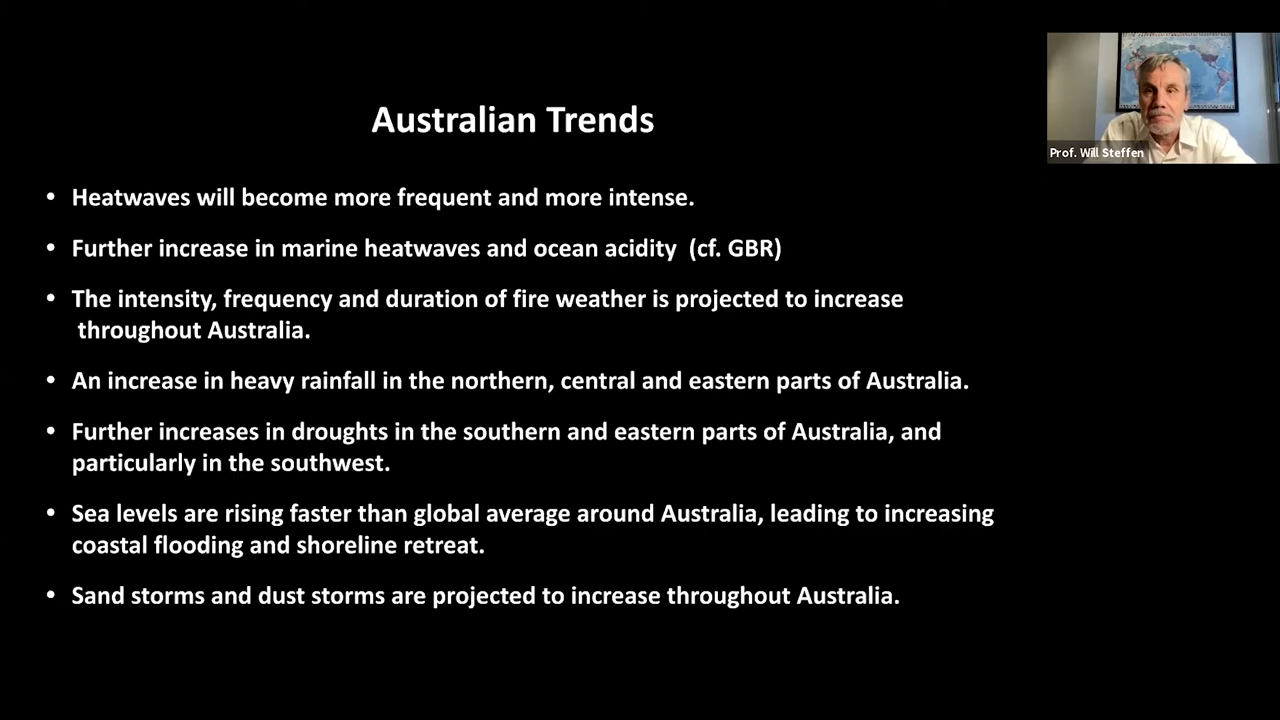 Australian Trends
Prof. Will Steffen
• Heatwaves will become more frequent and more intense.
• Further increase in marine heatwaves and ocean acidity (cf. GBR)
• The intensity, frequency and duration of fire weather is projected to increase
throughout Australia.
• An increase in heavy rainfall in the northern, central and eastern parts of Australia.
• Further increases in droughts in the southern and eastern parts of Australia, and
particularly in the southwest.
• Sea levels are rising faster than global average around Australia, leading to increasing
coastal flooding and shoreline retreat.
• Sand storms and dust storms are projected to increase throughout Australia.